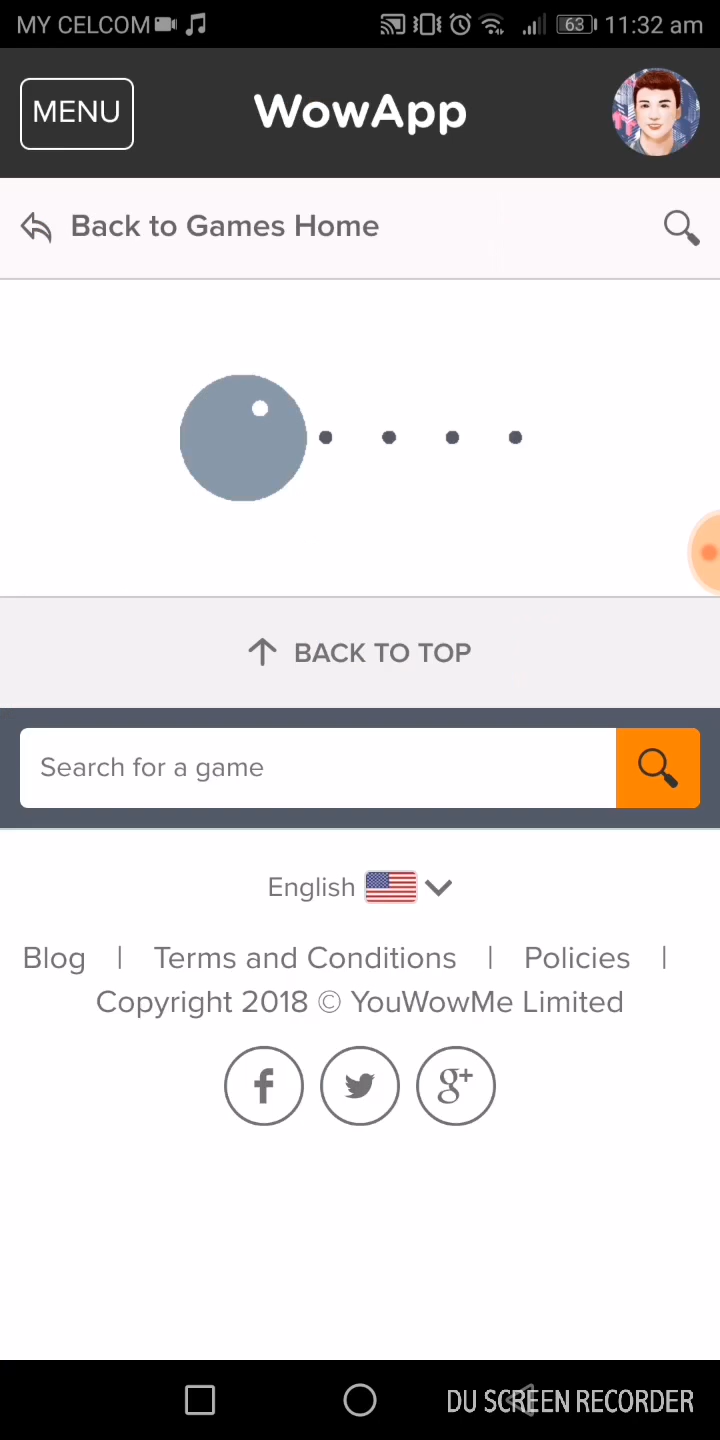 MY CELCOM 63 11:32 am
MENU WowApp
Back to Games Home
BACK TO TOP
Search for a game
English
Blog | Terms and Conditions | Policies |
Copyright 2018 © YouWowMe Limited
f g+
DU SCREEN RECORDER